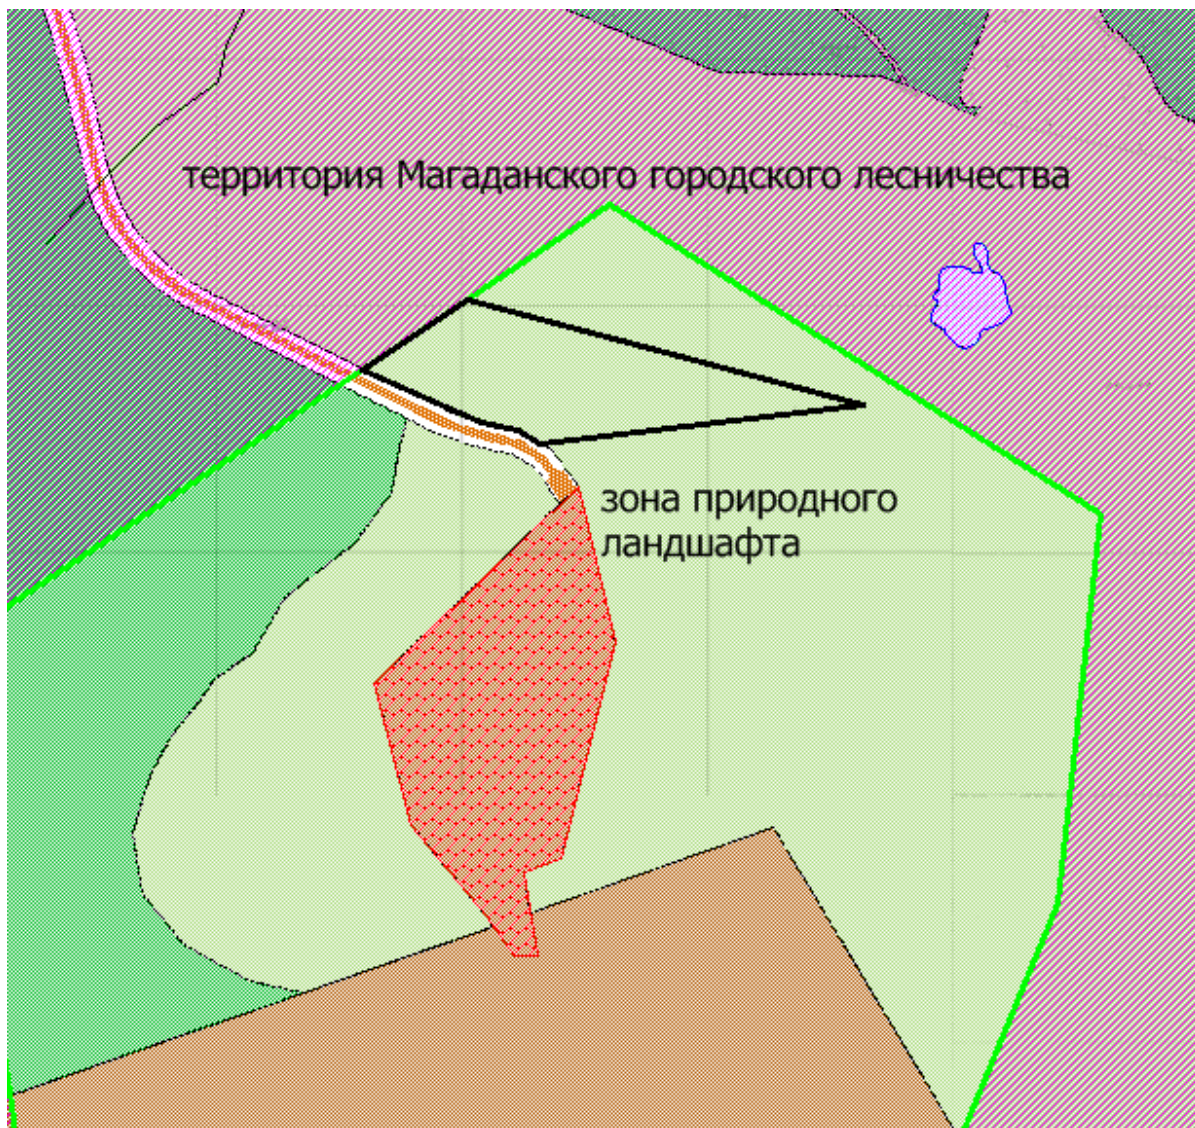 территория Магаданского городского лесничества
зона природного
ландшафта